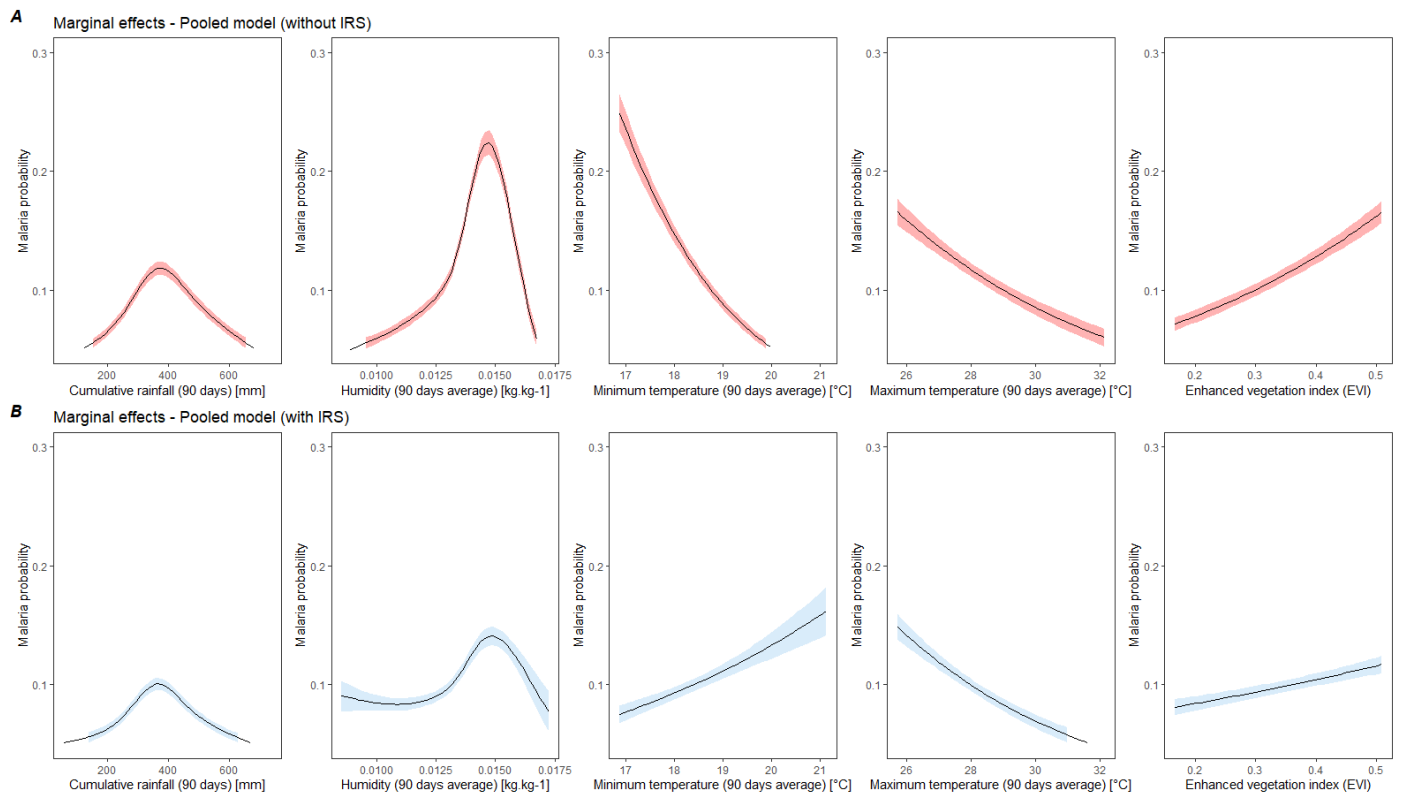 A
Marginal effects - Pooled model (without IRS)
Malaria probability
0.3
0.2
0.1
200 400 600
Cumulative rainfall (90 days) [mm]
Malaria probability
0.3
0.2
0.1
0.0100 0.0125 0.0150 0.0175
Humidity (90 days average) [kg.kg-1]
Malaria probability
0.3
0.2
0.1
17 18 19 20 21
Minimum temperature (90 days average) [°C]
Malaria probability
0.3
0.2
0.1
26 28 30 32
Maximum temperature (90 days average) [°C]
Malaria probability
0.3
0.2
0.1
0.2 0.3 0.4 0.5
Enhanced vegetation index (EVI)
B
Marginal effects - Pooled model (with IRS)
Malaria probability
0.3
0.2
0.1
200 400 600
Cumulative rainfall (90 days) [mm]
Malaria probability
0.3
0.2
0.1
0.0100 0.0125 0.0150 0.0175
Humidity (90 days average) [kg.kg-1]
Malaria probability
0.3
0.2
0.1
17 18 19 20 21
Minimum temperature (90 days average) [°C]
Malaria probability
0.3
0.2
0.1
26 28 30 32
Maximum temperature (90 days average) [°C]
Malaria probability
0.3
0.2
0.1
0.2 0.3 0.4 0.5
Enhanced vegetation index (EVI)